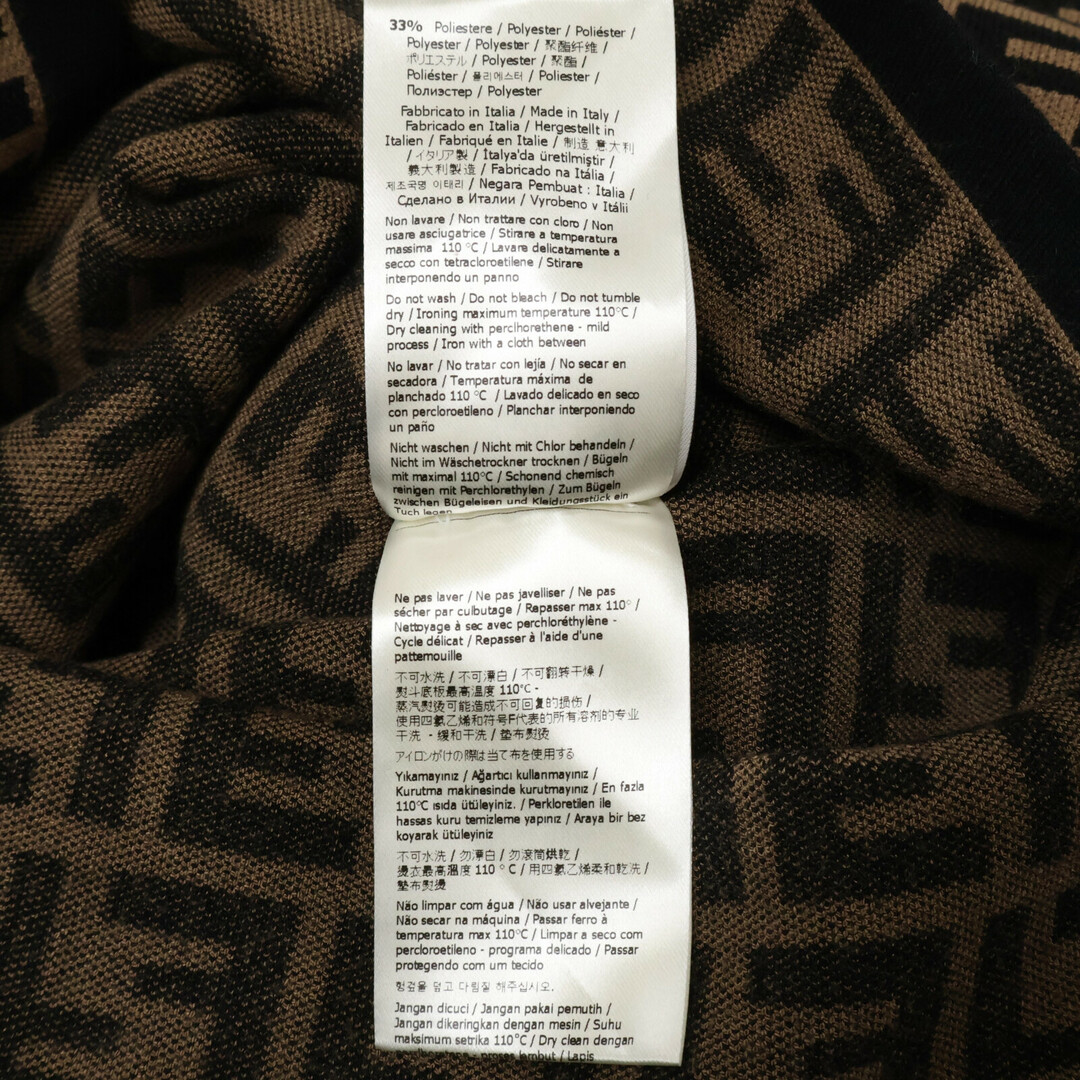 33% Poliestere / Polyester / Poliéster /
Polyester / Polyester / 聚酯纤维 /
ポリエステル / Polyester / 聚酯 /
Poliéster / 폴리에스터 / Poliester /
Полиэстер / Polyester
Fabbricato in Italia / Made in Italy /
Fabricado en Italia / Hergestellt in
Italien / Fabriqué en Italie / 制造 意大利
/ イタリア製 / İtalya'da üretilmiştir /
義大利製造 / Fabricado na Itália /
제조국명 이태리 / Negara Pembuat : Italia /
Сделано в Италии / Vyrobeno v Itálii
Non lavare / Non trattare con cloro / Non
usare asciugatrice / Stirare a temperatura
massima 110 °C / Lavare delicatamente a
secco con tetracloroetilene / Stirare
interponendo un panno
Do not wash / Do not bleach / Do not tumble
dry / Ironing maximum temperature 110°C /
Dry cleaning with perclhorethene - mild
process / Iron with a cloth between
No lavar / No tratar con lejía / No secar en
secadora / Temperatura máxima de
planchado 110 °C / Lavado delicado en seco
con percloroetileno / Planchar interponiendo
un paño
Nicht waschen / Nicht mit Chlor behandeln /
Nicht im Wäschetrockner trocknen / Bügeln
mit maximal 110°C / Schonend chemisch
reinigen mit Perchlorethylen / Zum Bügeln
zwischen Bügeleisen und Kleidungsstück ein
Tuch legen
Ne pas laver / Ne pas javelliser / Ne pas
sécher par culbutage / Repasser max 110° /
Nettoyage à sec avec perchloréthylène -
Cycle délicat / Repasser à l'aide d'une
pattemouille
不可水洗 / 不可漂白 / 不可翻转干燥 /
熨斗底板最高温度 110°C -
蒸汽熨烫可能造成不可回复的损伤 /
使用四氯乙烯和符号F代表的所有溶剂的专业
干洗 - 缓和干洗 / 垫布熨烫
アイロンがけの際は当て布を使用する
Yıkamayınız / Ağartıcı kullanmayınız /
Kurutma makinesinde kurutmayınız / En fazla
110°C ısıda ütüleyiniz. / Perkloretilen ile
hassas kuru temizleme yapınız / Araya bir bez
koyarak ütüleyiniz
不可水洗 / 勿漂白 / 勿滾筒烘乾 /
燙衣最高溫度 110 ° C / 用四氯乙烯柔和乾洗 /
墊布熨燙
Não limpar com água / Não usar alvejante /
Não secar na máquina / Passar ferro à
temperatura max 110°C / Limpar a seco com
percloroetileno - programa delicado / Passar
protegendo com um tecido
헝겊을 덮고 다림질 해주십시오.
Jangan dicuci / Jangan pakai pemutih /
Jangan dikeringkan dengan mesin / Suhu
maksimum setrika 110°C / Dry clean dengan
proses lembut / Lapis